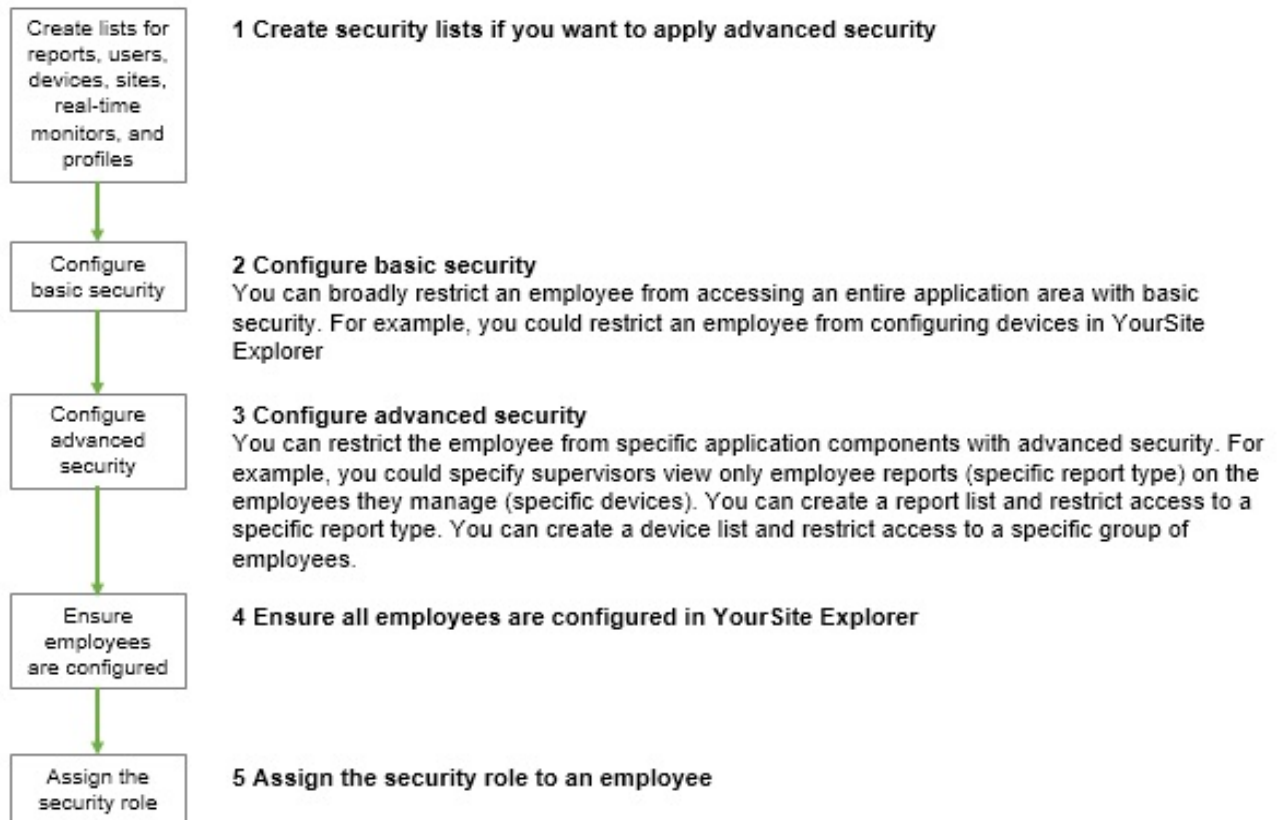 Create lists for
reports, users,
devices, sites,
real-time
monitors, and
profiles
1 Create security lists if you want to apply advanced security
Configure
basic security
2 Configure basic security
You can broadly restrict an employee from accessing an entire application area with basic
security. For example, you could restrict an employee from configuring devices in YourSite
Explorer
Configure
advanced
security
3 Configure advanced security
You can restrict the employee from specific application components with advanced security. For
example, you could specify supervisors view only employee reports (specific report type) on the
employees they manage (specific devices). You can create a report list and restrict access to a
specific report type. You can create a device list and restrict access to a specific group of
employees.
Ensure
employees
are configured
4 Ensure all employees are configured in YourSite Explorer
Assign the
security role
5 Assign the security role to an employee